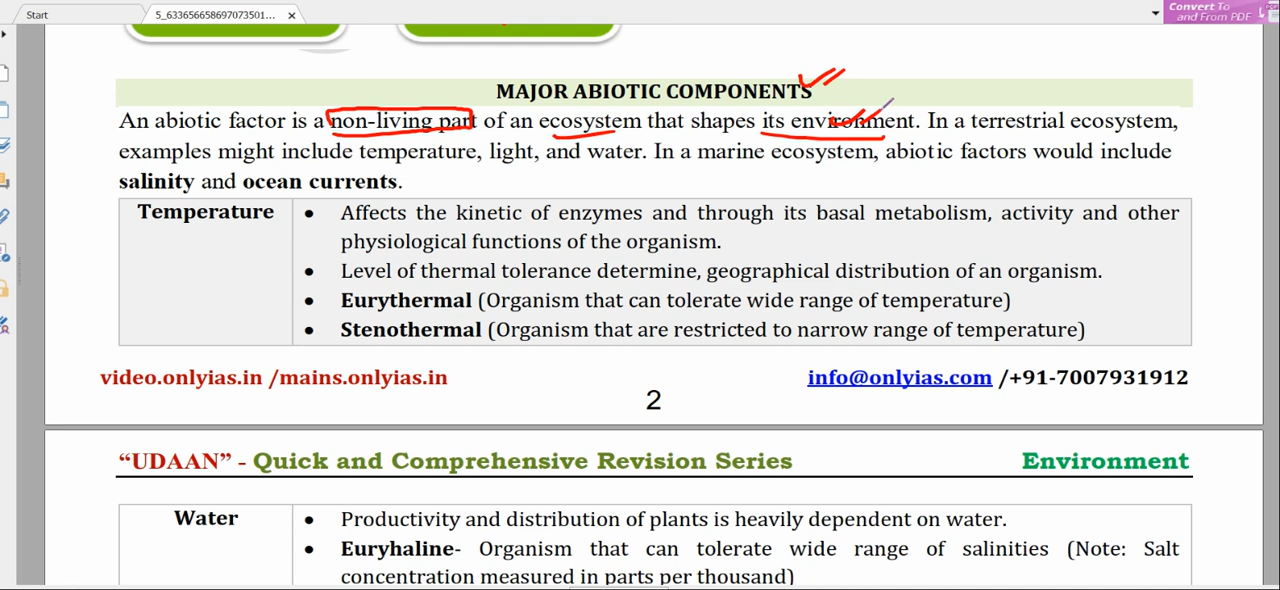 Start
5_633656658697073501...
Convert To
and From PDF
MAJOR ABIOTIC COMPONENTS
An abiotic factor is a non-living part of an ecosystem that shapes its environment. In a terrestrial ecosystem,
examples might include temperature, light, and water. In a marine ecosystem, abiotic factors would include
salinity and ocean currents.
Temperature
• Affects the kinetic of enzymes and through its basal metabolism, activity and other
physiological functions of the organism.
• Level of thermal tolerance determine, geographical distribution of an organism.
• Eurythermal (Organism that can tolerate wide range of temperature)
• Stenothermal (Organism that are restricted to narrow range of temperature)
video.onlyias.in /mains.onlyias.in
info@onlyias.com /+91-7007931912
2
“UDAAN” - Quick and Comprehensive Revision Series
Environment
Water
• Productivity and distribution of plants is heavily dependent on water.
• Euryhaline- Organism that can tolerate wide range of salinities (Note: Salt
concentration measured in parts per thousand)